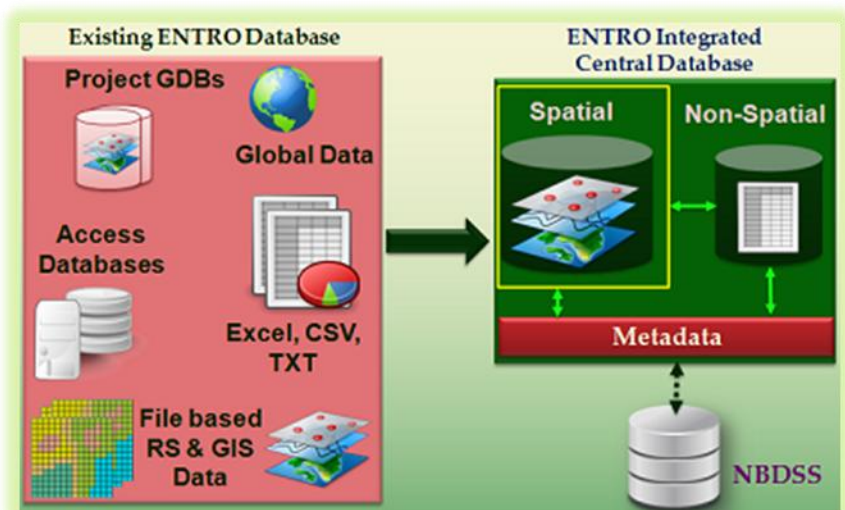 Existing ENTRO Database
Project GDBs
Global Data
Access
Databases
Excel, CSV,
TXT
File based
RS & GIS
Data
ENTRO Integrated
Central Database
Spatial
Non-Spatial
Metadata
NBDSS